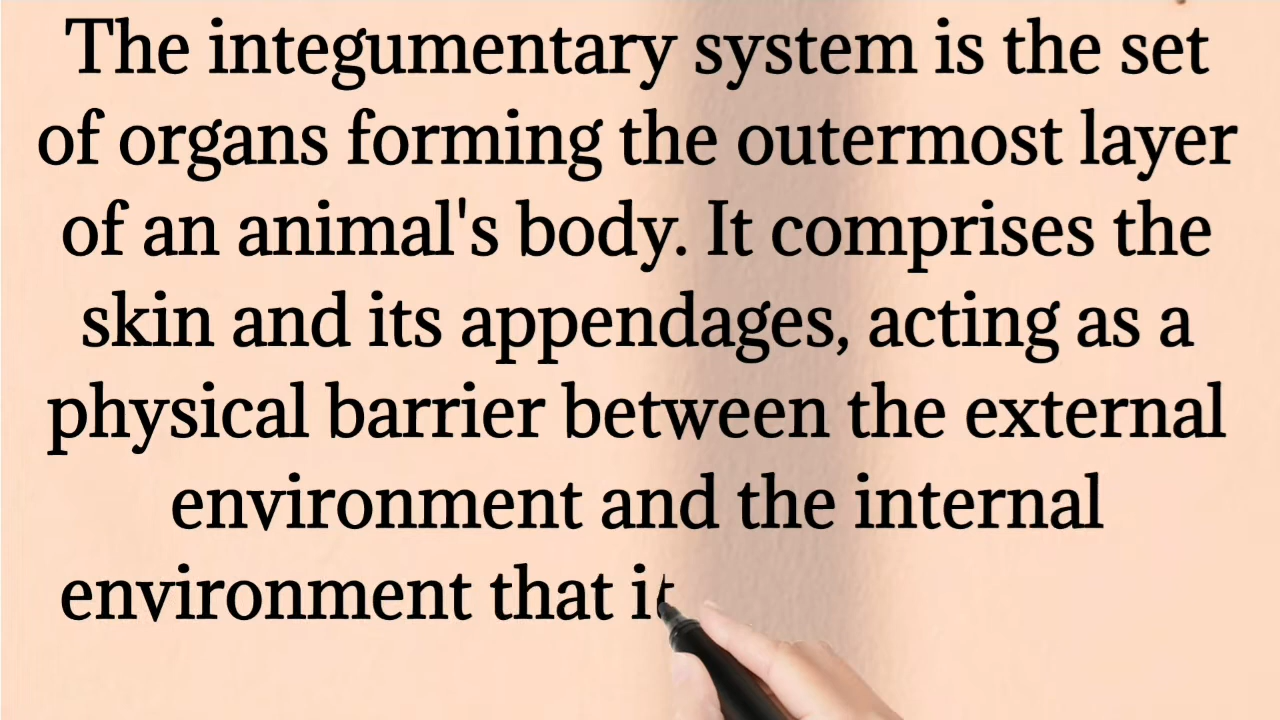 The integumentary system is the set
of organs forming the outermost layer
of an animal's body. It comprises the
skin and its appendages, acting as a
physical barrier between the external
environment and the internal
environment that it